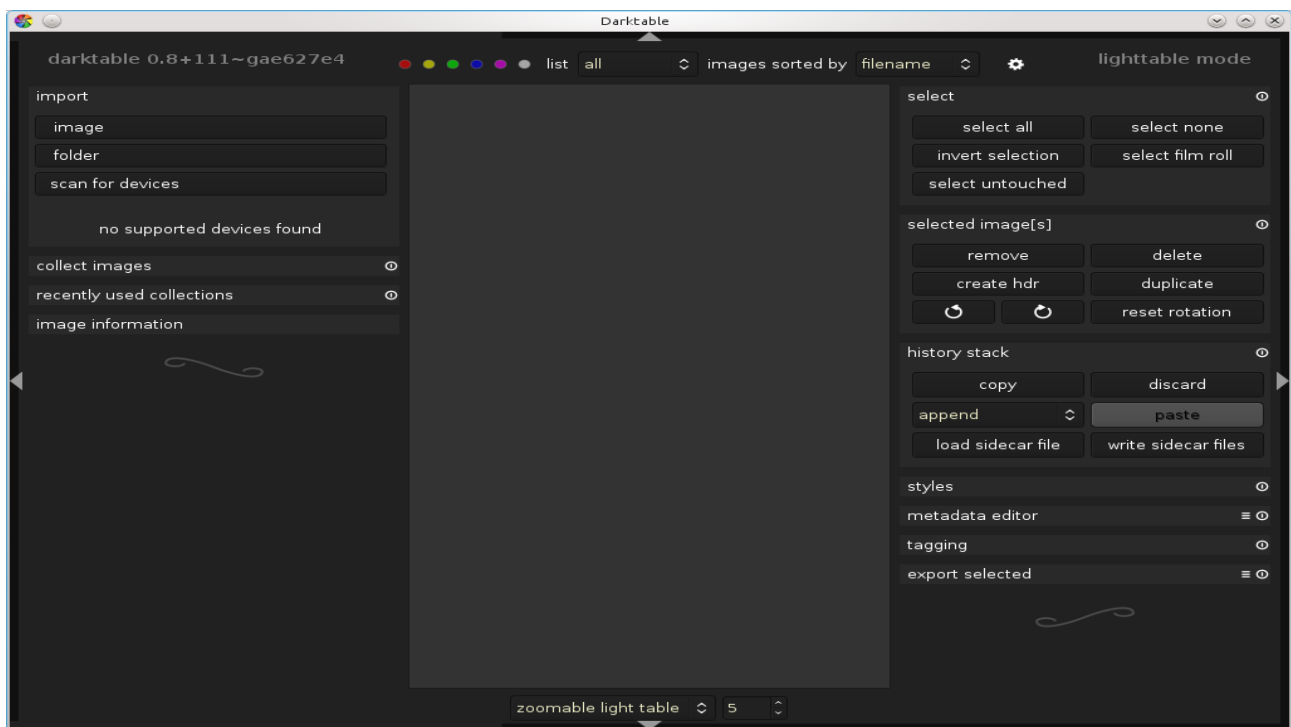 Darktable
darktable 0.8+111~gae627e4
list all images sorted by filename
lighttable mode
import
image
folder
scan for devices
no supported devices found
collect images
recently used collections
image information
select
select all select none
invert selection select film roll
select untouched
selected image[s]
remove delete
create hdr duplicate
reset rotation
history stack
copy discard
append paste
load sidecar file write sidecar files
styles
metadata editor
tagging
export selected
zoomable light table 5